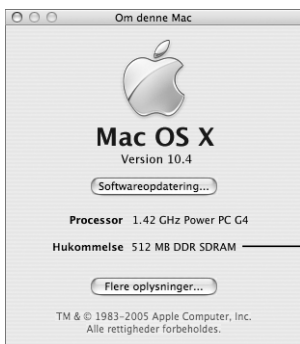 Om denne Mac
Mac OS X
Version 10.4
Softwareopdatering...
Processor 1.42 GHz Power PC G4
Hukommelse 512 MB DDR SDRAM
Flere oplysninger...
TM & © 1983-2005 Apple Computer, Inc.
Alle rettigheder forbeholdes.